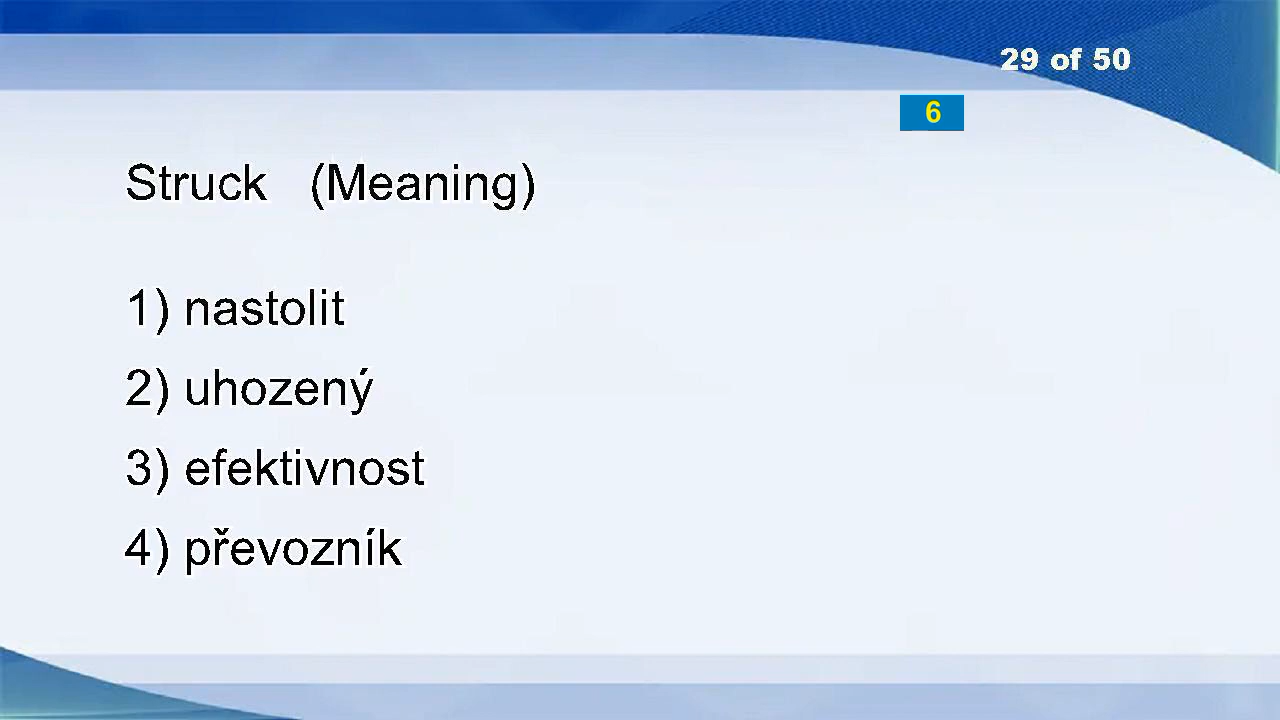 29 of 50
6
Struck (Meaning)
1) nastolit
2) uhozený
3) efektivnost
4) převozník